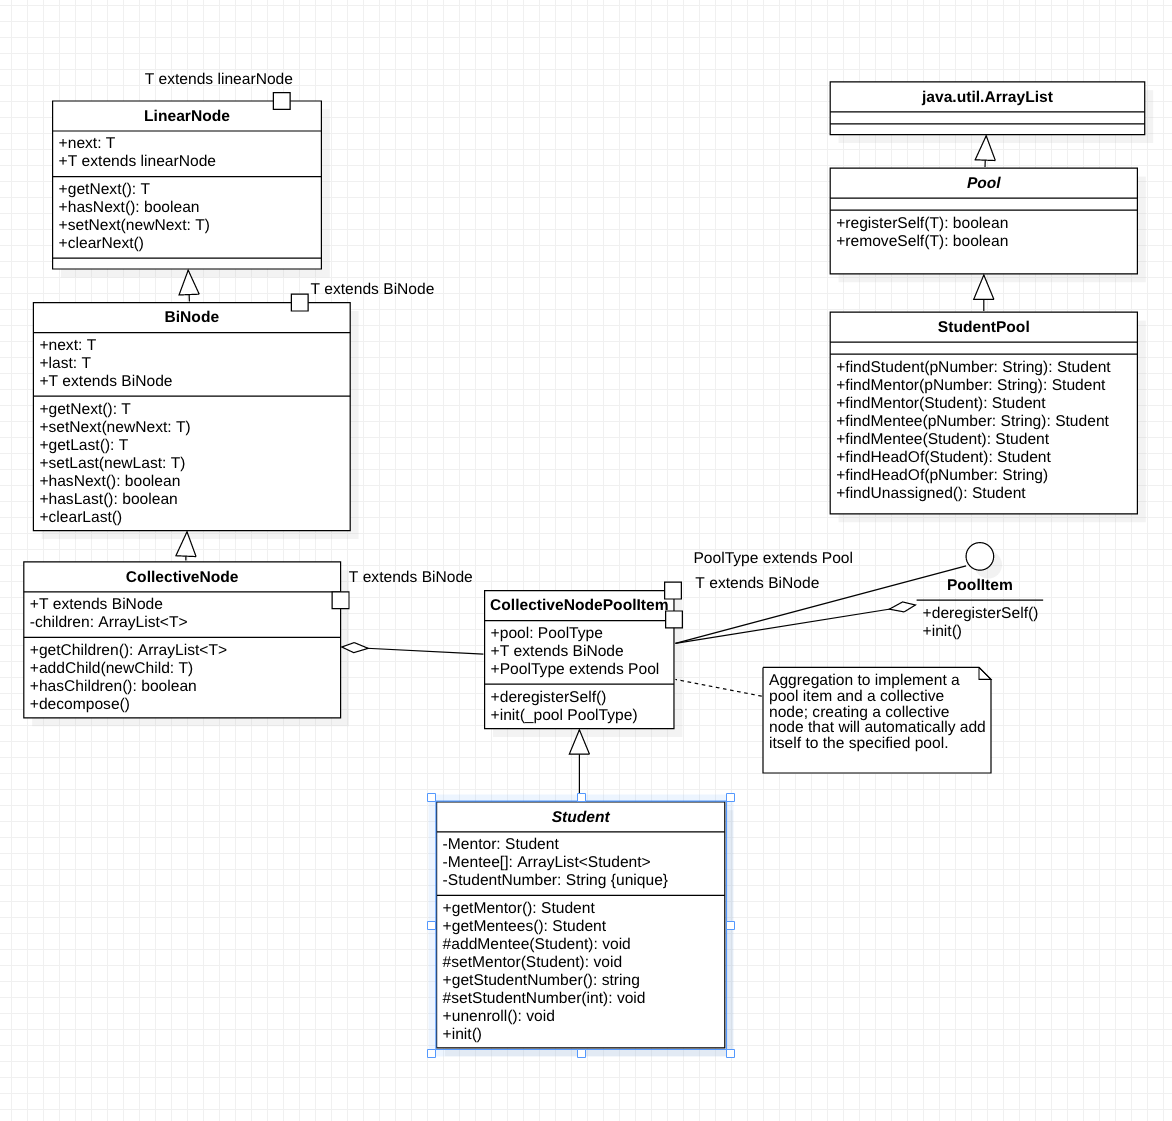 T extends linearNode
LinearNode
+next: T
+T extends linearNode
+getNext(): T
+hasNext(): boolean
+setNext(newNext: T)
+clearNext()
T extends BiNode
BiNode
+next: T
+last: T
+T extends BiNode
+getNext(): T
+setNext(newNext: T)
+getLast(): T
+setLast(newLast: T)
+hasNext(): boolean
+hasLast(): boolean
+clearLast()
T extends BiNode
CollectiveNode
+T extends BiNode
-children: ArrayList<T>
+getChildren(): ArrayList<T>
+addChild(newChild: T)
+hasChildren(): boolean
+decompose()
java.util.ArrayList
Pool
+registerSelf(T): boolean
+removeSelf(T): boolean
StudentPool
+findStudent(pNumber: String): Student
+findMentor(pNumber: String): Student
+findMentor(Student): Student
+findMentee(pNumber: String): Student
+findMentee(Student): Student
+findHeadOf(Student): Student
+findHeadOf(pNumber: String)
+findUnassigned(): Student
PoolType extends Pool
T extends BiNode
CollectiveNodePoolItem
+pool: PoolType
+T extends BiNode
+PoolType extends Pool
+deregisterSelf()
+init(_pool PoolType)
PoolItem
+deregisterSelf()
+init()
Aggregation to implement a
pool item and a collective
node; creating a collective
node that will automatically add
itself to the specified pool.
Student
-Mentor: Student
-Mentee[]: ArrayList<Student>
-StudentNumber: String {unique}
+getMentor(): Student
+getMentees(): Student
#addMentee(Student): void
#setMentor(Student): void
+getStudentNumber(): string
#setStudentNumber(int): void
+unenroll(): void
+init()